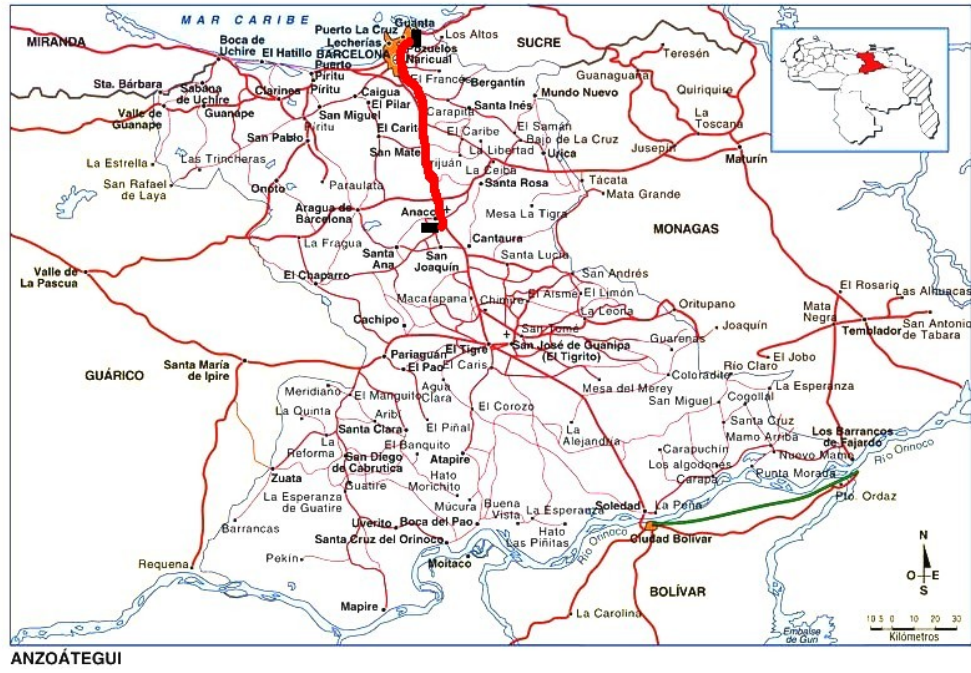 MAR CARIBE
Guanta
Puerto La Cruz
Lecherías
BARCELONA
Pozuelos
Naricual
Los Altos
MIRANDA
Boca de
Uchire
El Hatillo
Puerto
Píritu
SUCRE
Teresén
Guanaguana
Quiriquire
La
Toscana
Jusepín
Maturín
Sta. Bárbara
Sabana
de Uchire
Valle de
Guanape
Guanape
Clarines
Píritu
Caigua
El Pilar
San Miguel
El Carito
San Mateo
San Pablo
Píritu
Bergantín
Mundo Nuevo
Santa Inés
Carapita
El Caribe
El Samán
Bajo de La Cruz
La Libertad
Urica
La Ceiba
Santa Rosa
Tácata
Mata Grande
Mesa La Tigra
La Estrella
Las Trincheras
San Rafael
de Laya
Onoto
Paraulata
Aragua de
Barcelona
Anaco
La Fragua
Santa
Ana
San
Joaquín
Cantaura
Santa Lucía
MONAGAS
Valle de
La Pascua
El Chaparro
San Andrés
Macarapana
Chimire
El Limón
La Leona
Oritupano
Cachipo
San Tomé
El Tigre
San José de Guanipa
(El Tigrito)
Guarenas
Joaquín
El Rosario
Las Alhuacas
Mata
Negra
Temblador
San Antonio
de Tabara
El Jobo
GUÁRICO
Santa María
de Ipire
Pariaguán
El Pao
El Caris
Mesa del Merey
Coloradito
Río Claro
La Esperanza
San Miguel
Cogollal
Meridiano
El Manguito
Agua
Clara
El Corozo
La Quinta
Aribí
Santa Clara
El Piñal
La
Alejandría
Santa Cruz
Mamo Arriba
Los Barrancos
de Fajardo
Nuevo Mamo
Río Orinoco
La
Reforma
El Banquito
San Diego
de Cabrutica
Atapire
Carapuchín
Los algodones
Carapa
Punta Morada
Pto. Ordaz
Zuata
Guatire
Hato
Morichito
La Esperanza
de Guatire
Múcura
Buena
Vista
La Esperanza
Soledad
La Peña
Barrancas
Uverito
Boca del Pao
Hato
Las Piñitas
Santa Cruz del Orinoco
Río Orinoco
Ciudad Bolívar
Requena
Pekín
Moitaco
BOLÍVAR
Mapire
La Carolina
Embalse
de Guri
N
O
E
S
10 5 0 10 20 30
Kilómetros
ANZOÁTEGUI